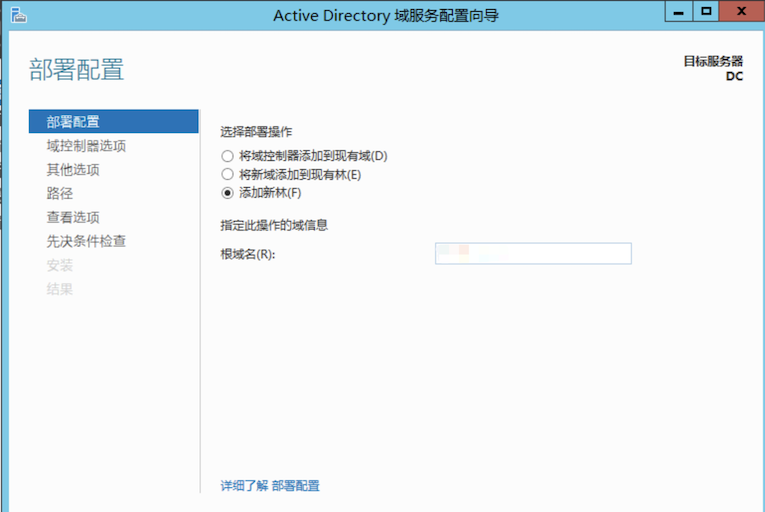 Active Directory 域服务配置向导
部署配置
目标服务器
DC
部署配置
域控制器选项
其他选项
路径
查看选项
先决条件检查
安装
结果
选择部署操作
将域控制器添加到现有域(D)
将新域添加到现有林(E)
添加新林(F)
指定此操作的域信息
根域名(R):
详细了解 部署配置